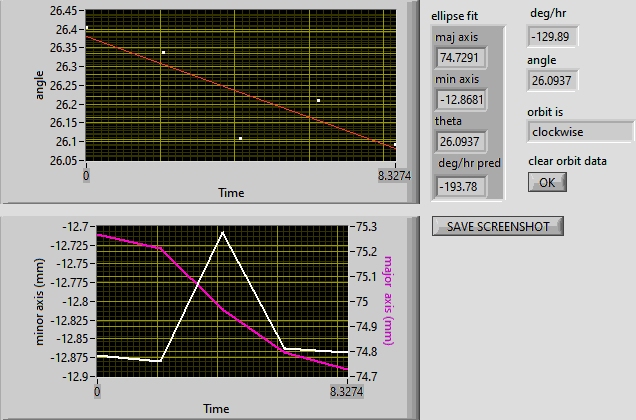 26.45
26.4
26.35
26.3
26.25
26.2
26.15
26.1
26.05
angle
0
8.3274
Time
ellipse fit
maj axis
74.7291
min axis
-12.8681
theta
26.0937
deg/hr pred
-193.78
deg/hr
-129.89
angle
26.0937
orbit is
clockwise
clear orbit data
OK
SAVE SCREENSHOT
-12.7
-12.725
-12.75
-12.775
-12.8
-12.825
-12.85
-12.875
-12.9
minor axis (mm)
75.3
75.2
75.1
75
74.9
74.8
74.7
major axis (mm)
0
8.3274
Time